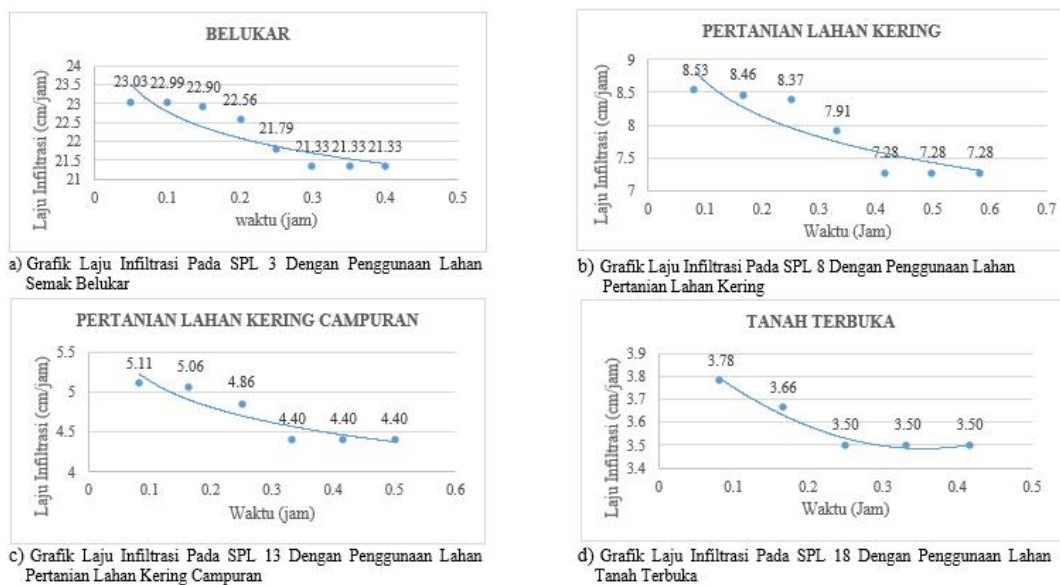 BELUKAR
Laju Infiltrasi (cm/jam)
24
23.5
23
22.5
22
21.5
21
23.03 22.99 22.90 22.56 21.79 21.33 21.33 21.33
0 0.1 0.2 0.3 0.4 0.5
waktu (jam)
a) Grafik Laju Infiltrasi Pada SPL 3 Dengan Penggunaan Lahan
Semak Belukar
PERTANIAN LAHAN KERING
Laju Infiltrasi (cm/jam)
9
8.5
8
7.5
7
8.53 8.46 8.37 7.91 7.28 7.28 7.28
0 0.1 0.2 0.3 0.4 0.5 0.6 0.7
Waktu (Jam)
b) Grafik Laju Infiltrasi Pada SPL 8 Dengan Penggunaan Lahan
Pertanian Lahan Kering
PERTANIAN LAHAN KERING CAMPURAN
Laju Infiltrasi (cm/jam)
5.5
5
4.5
4
5.11 5.06 4.86 4.40 4.40 4.40
0 0.1 0.2 0.3 0.4 0.5 0.6
Waktu (jam)
c) Grafik Laju Infiltrasi Pada SPL 13 Dengan Penggunaan Lahan
Pertanian Lahan Kering Campuran
TANAH TERBUKA
Laju Infiltrasi (cm/jam)
3.9
3.8
3.7
3.6
3.5
3.4
3.78 3.66 3.50 3.50 3.50
0 0.1 0.2 0.3 0.4 0.5
Waktu (Jam)
d) Grafik Laju Infiltrasi Pada SPL 18 Dengan Penggunaan Lahan
Tanah Terbuka